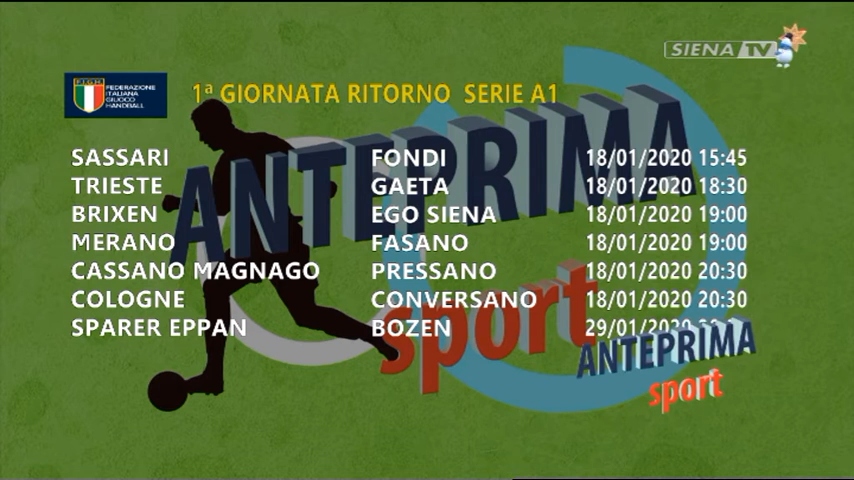 SIENA TV
F.I.G.H.
FEDERAZIONE
ITALIANA
GIUOCO
HANDBALL
1ª GIORNATA RITORNO SERIE A1
ANTEPRIMA
sport
SASSARI FONDI 18/01/2020 15:45
TRIESTE GAETA 18/01/2020 18:30
BRIXEN EGO SIENA 18/01/2020 19:00
MERANO FASANO 18/01/2020 19:00
CASSANO MAGNAGO PRESSANO 18/01/2020 20:30
COLOGNE CONVERSANO 18/01/2020 20:30
SPARER EPPAN BOZEN 29/01/2020
ANTEPRIMA
sport